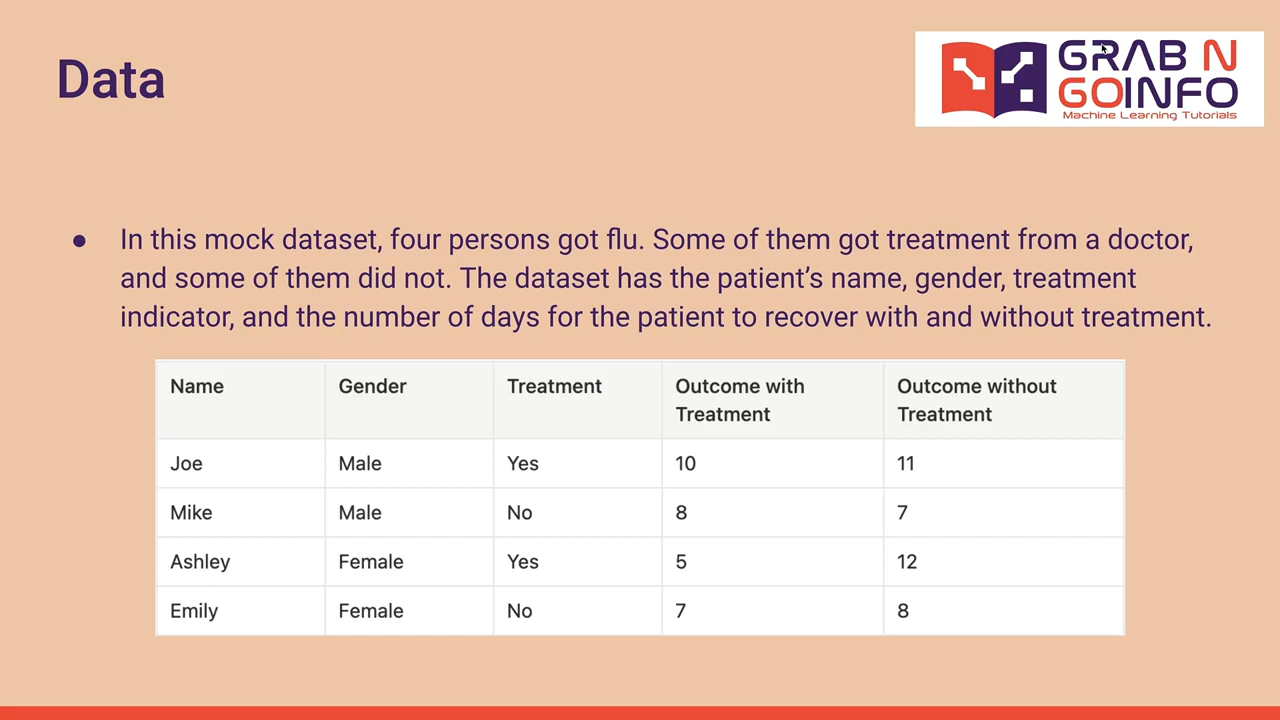 Data
GRAB N
GOINFO
Machine Learning Tutorials
● In this mock dataset, four persons got flu. Some of them got treatment from a doctor,
and some of them did not. The dataset has the patient’s name, gender, treatment
indicator, and the number of days for the patient to recover with and without treatment.
Name Gender Treatment Outcome with Treatment Outcome without Treatment
Joe Male Yes 10 11
Mike Male No 8 7
Ashley Female Yes 5 12
Emily Female No 7 8